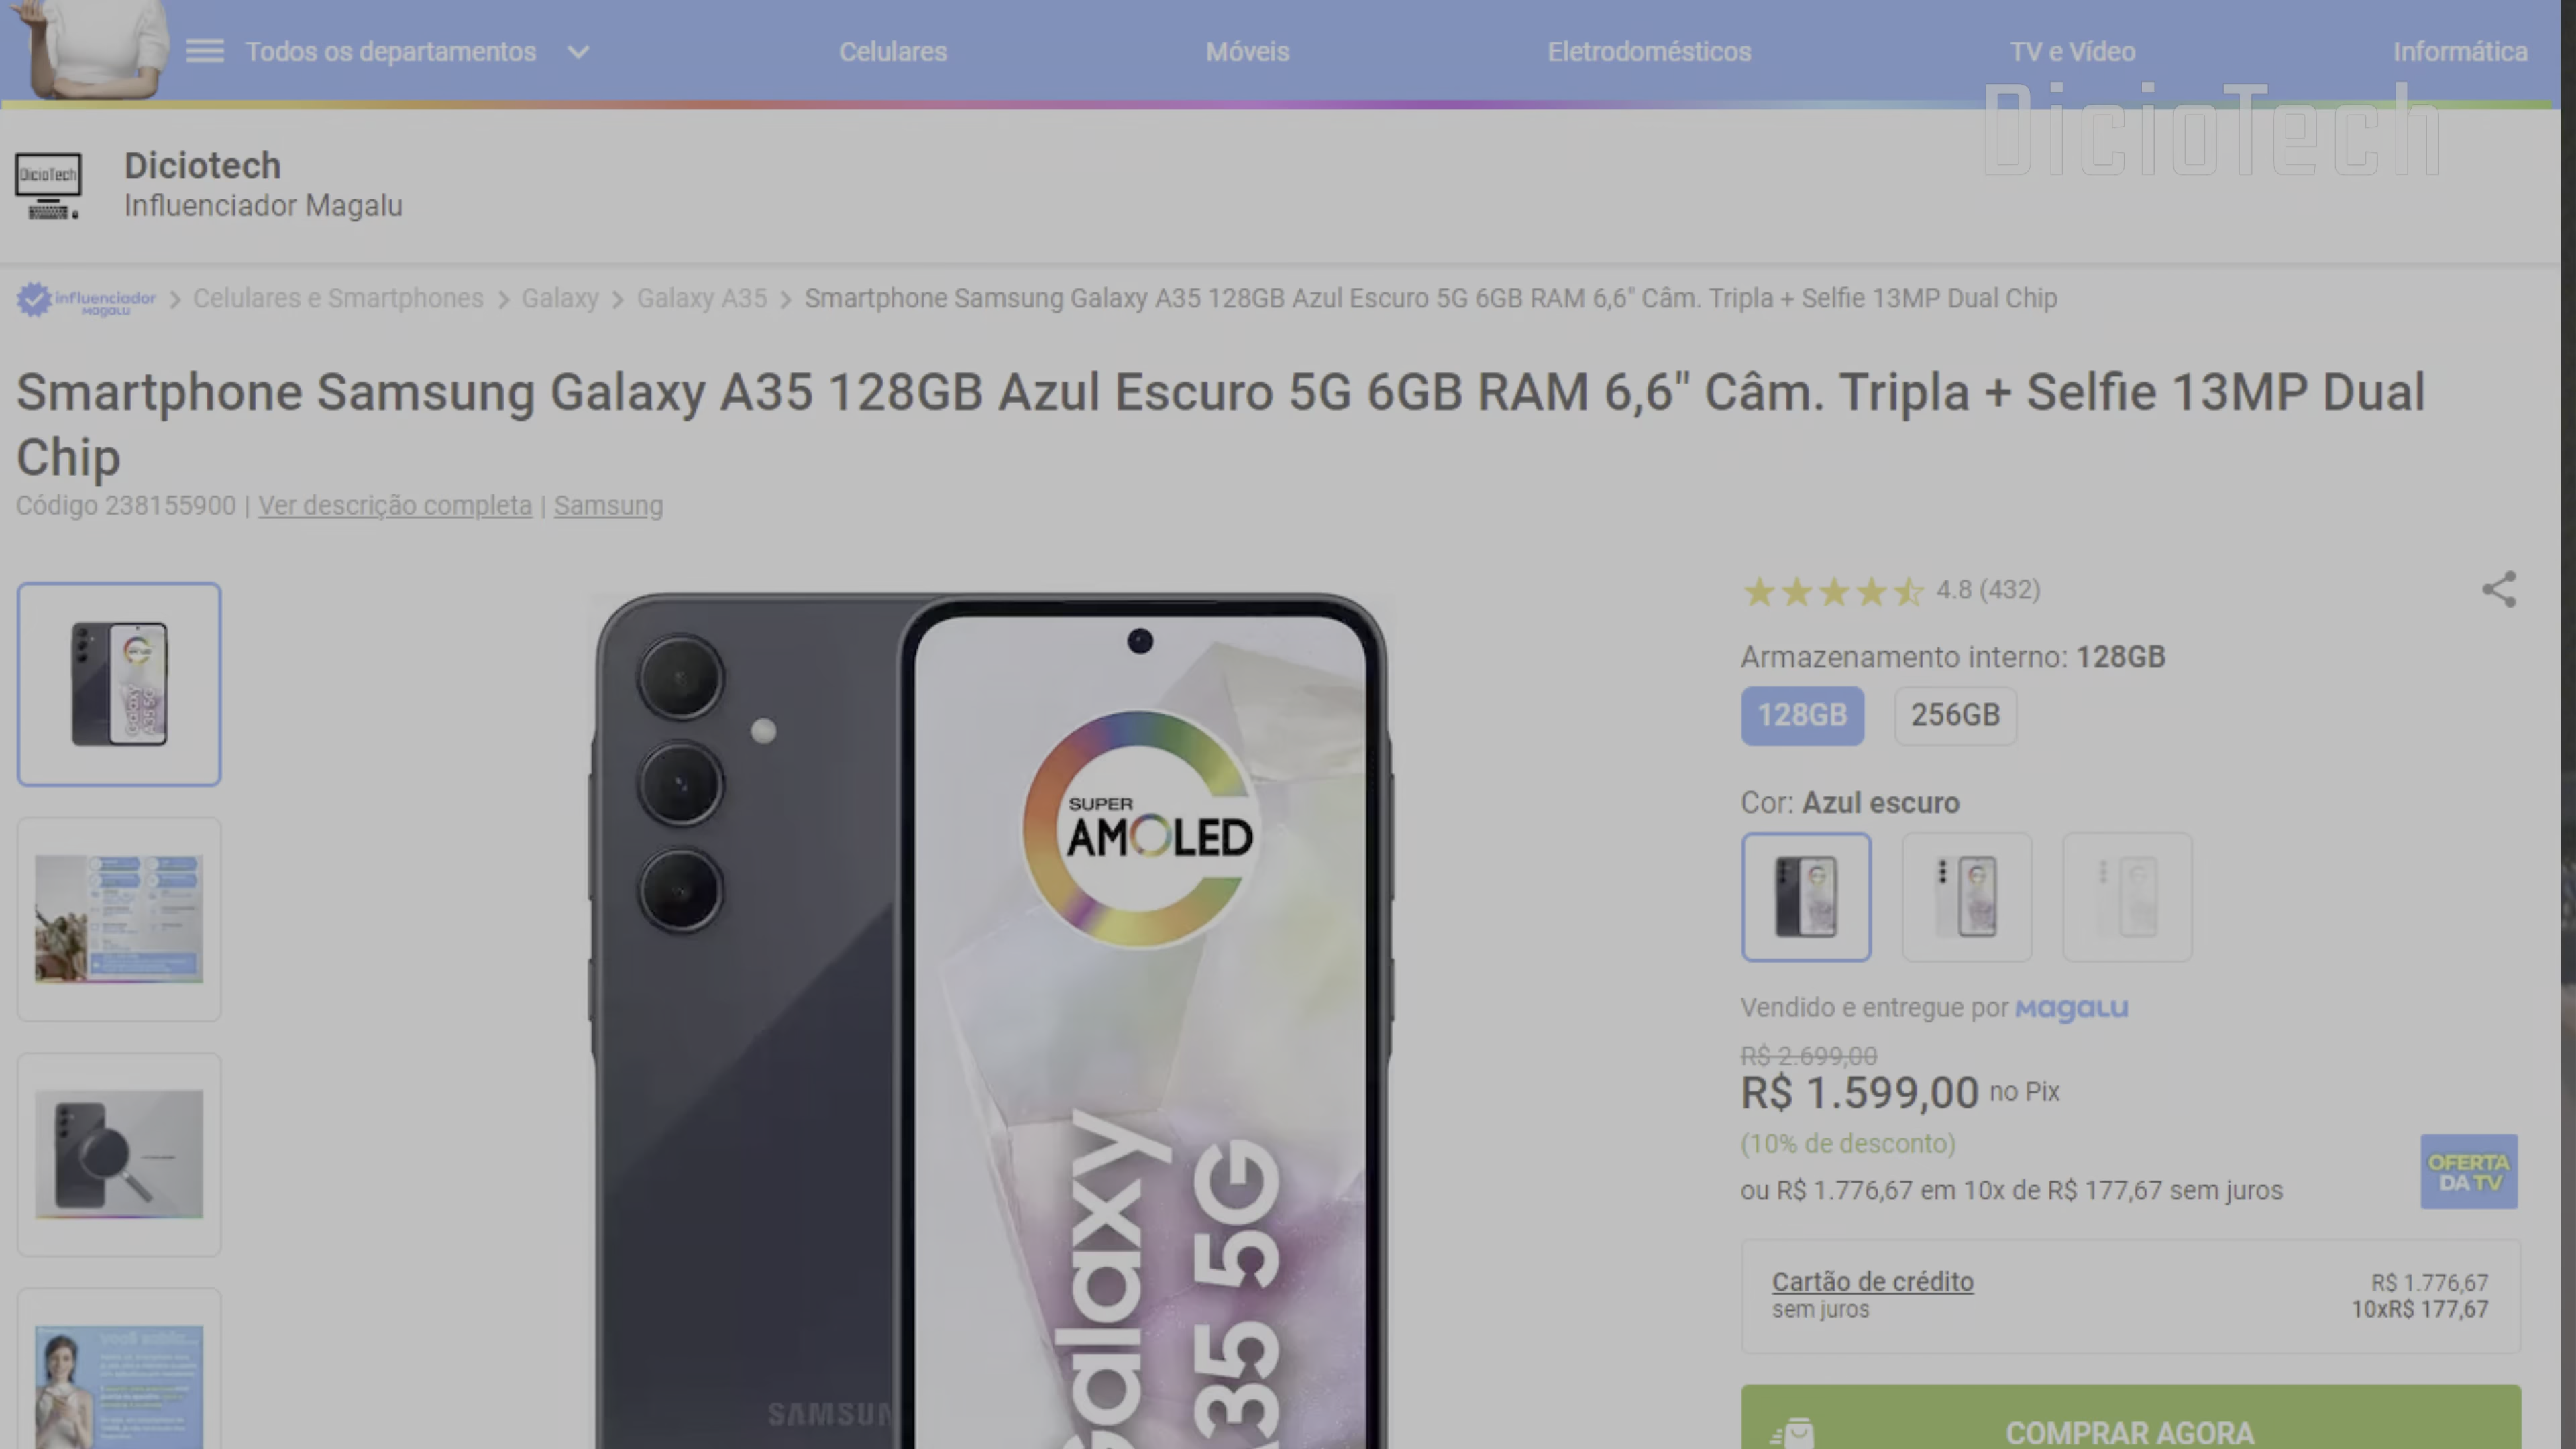 Todos os departamentos
Celulares
Móveis
Eletrodomésticos
TV e Vídeo
Informática
DicioTech
DicioTech
Diciotech
Influenciador Magalu
influenciador
MAGALU
Celulares e Smartphones
Galaxy
Galaxy A35
Smartphone Samsung Galaxy A35 128GB Azul Escuro 5G 6GB RAM 6,6" Câm. Tripla + Selfie 13MP Dual Chip
Smartphone Samsung Galaxy A35 128GB Azul Escuro 5G 6GB RAM 6,6" Câm. Tripla + Selfie 13MP Dual
Chip
Código 238155900 | Ver descrição completa | Samsung
SUPER
AMOLED
Galaxy
A35 5G
SAMSUN
4.8 (432)
Armazenamento interno: 128GB
128GB
256GB
Cor: Azul escuro
Vendido e entregue por Magalu
R$ 2.699,00
R$ 1.599,00 no Pix
(10% de desconto)
ou R$ 1.776,67 em 10x de R$ 177,67 sem juros
OFERTA
DA TV
Cartão de crédito
R$ 1.776,67
sem juros
10xR$ 177,67
COMPRAR AGORA